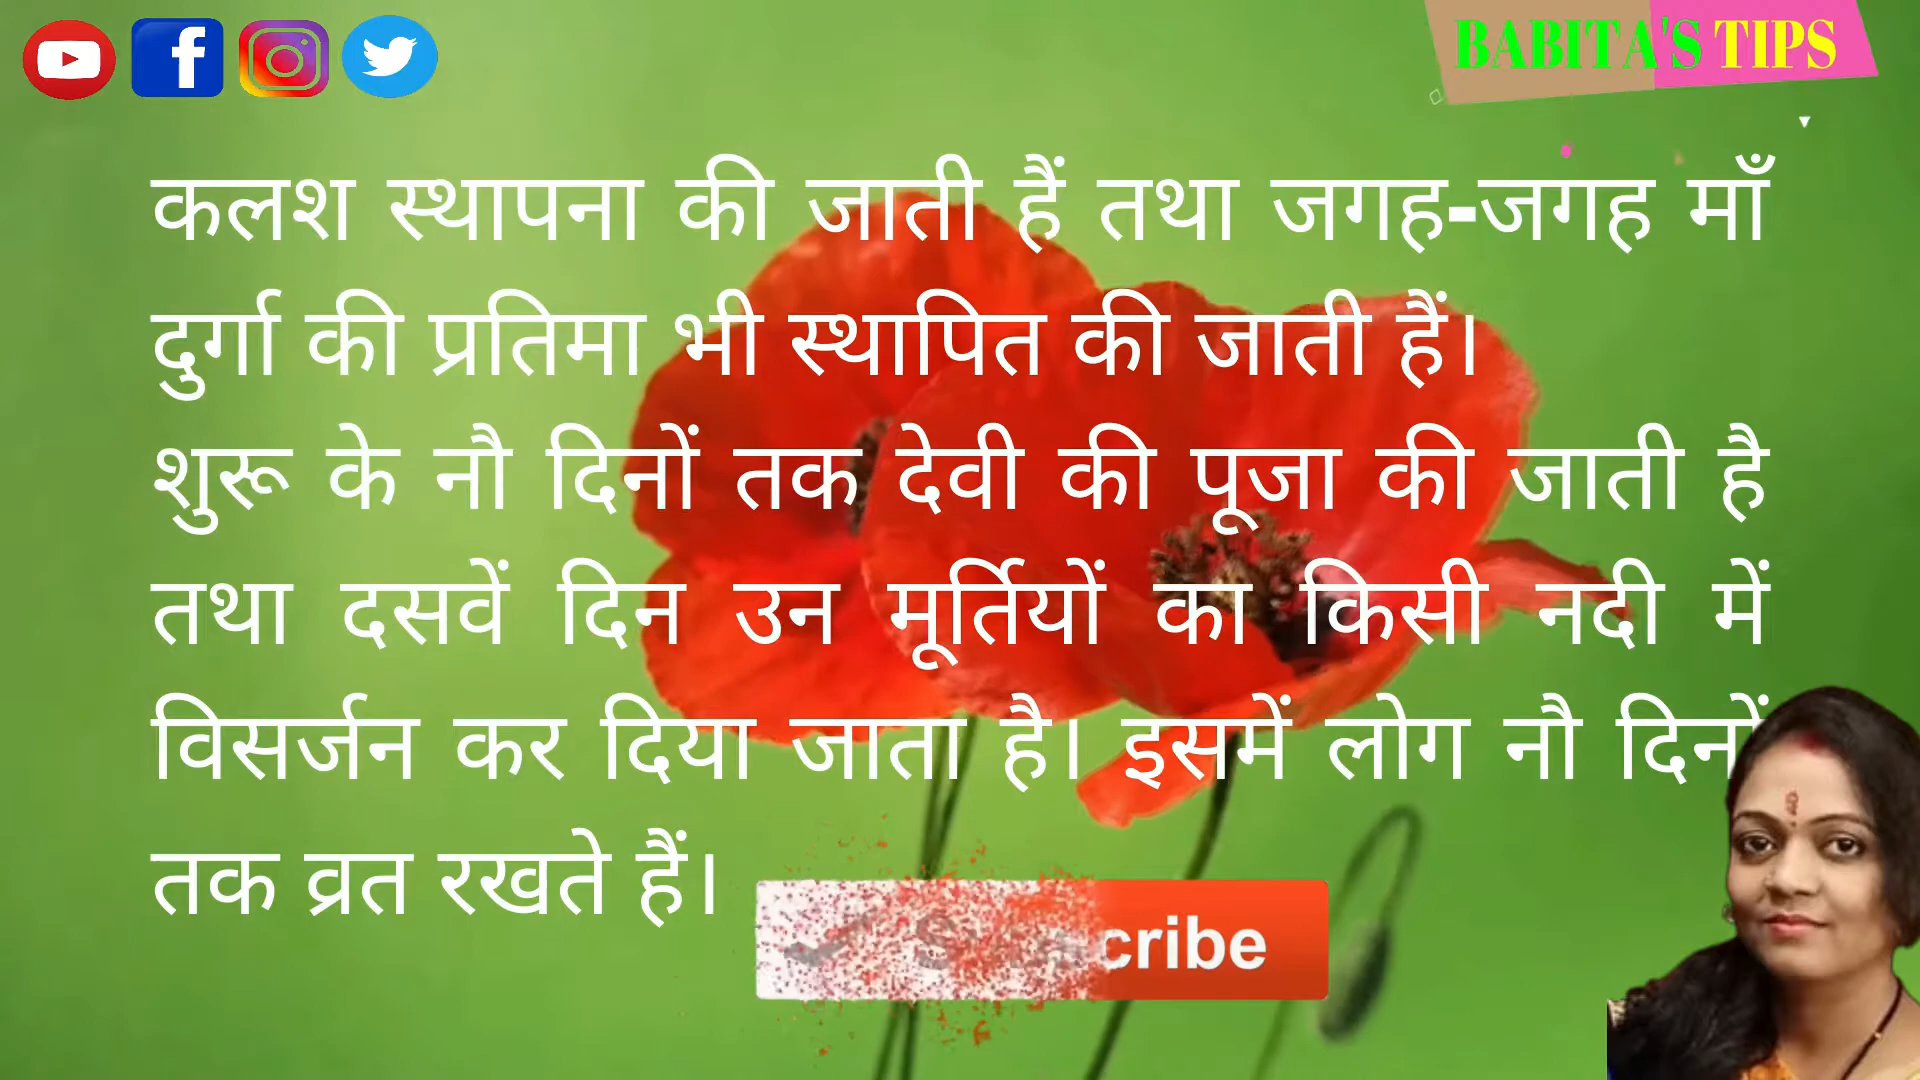 BABITA'S TIPS
कलश स्थापना की जाती हैं तथा जगह-जगह माँ
दुर्गा की प्रतिमा भी स्थापित की जाती हैं।
शुरू के नौ दिनों तक देवी की पूजा की जाती है
तथा दसवें दिन उन मूर्तियों का किसी नदी में
विसर्जन कर दिया जाता है। इसमें लोग नौ दिनों
तक व्रत रखते हैं।